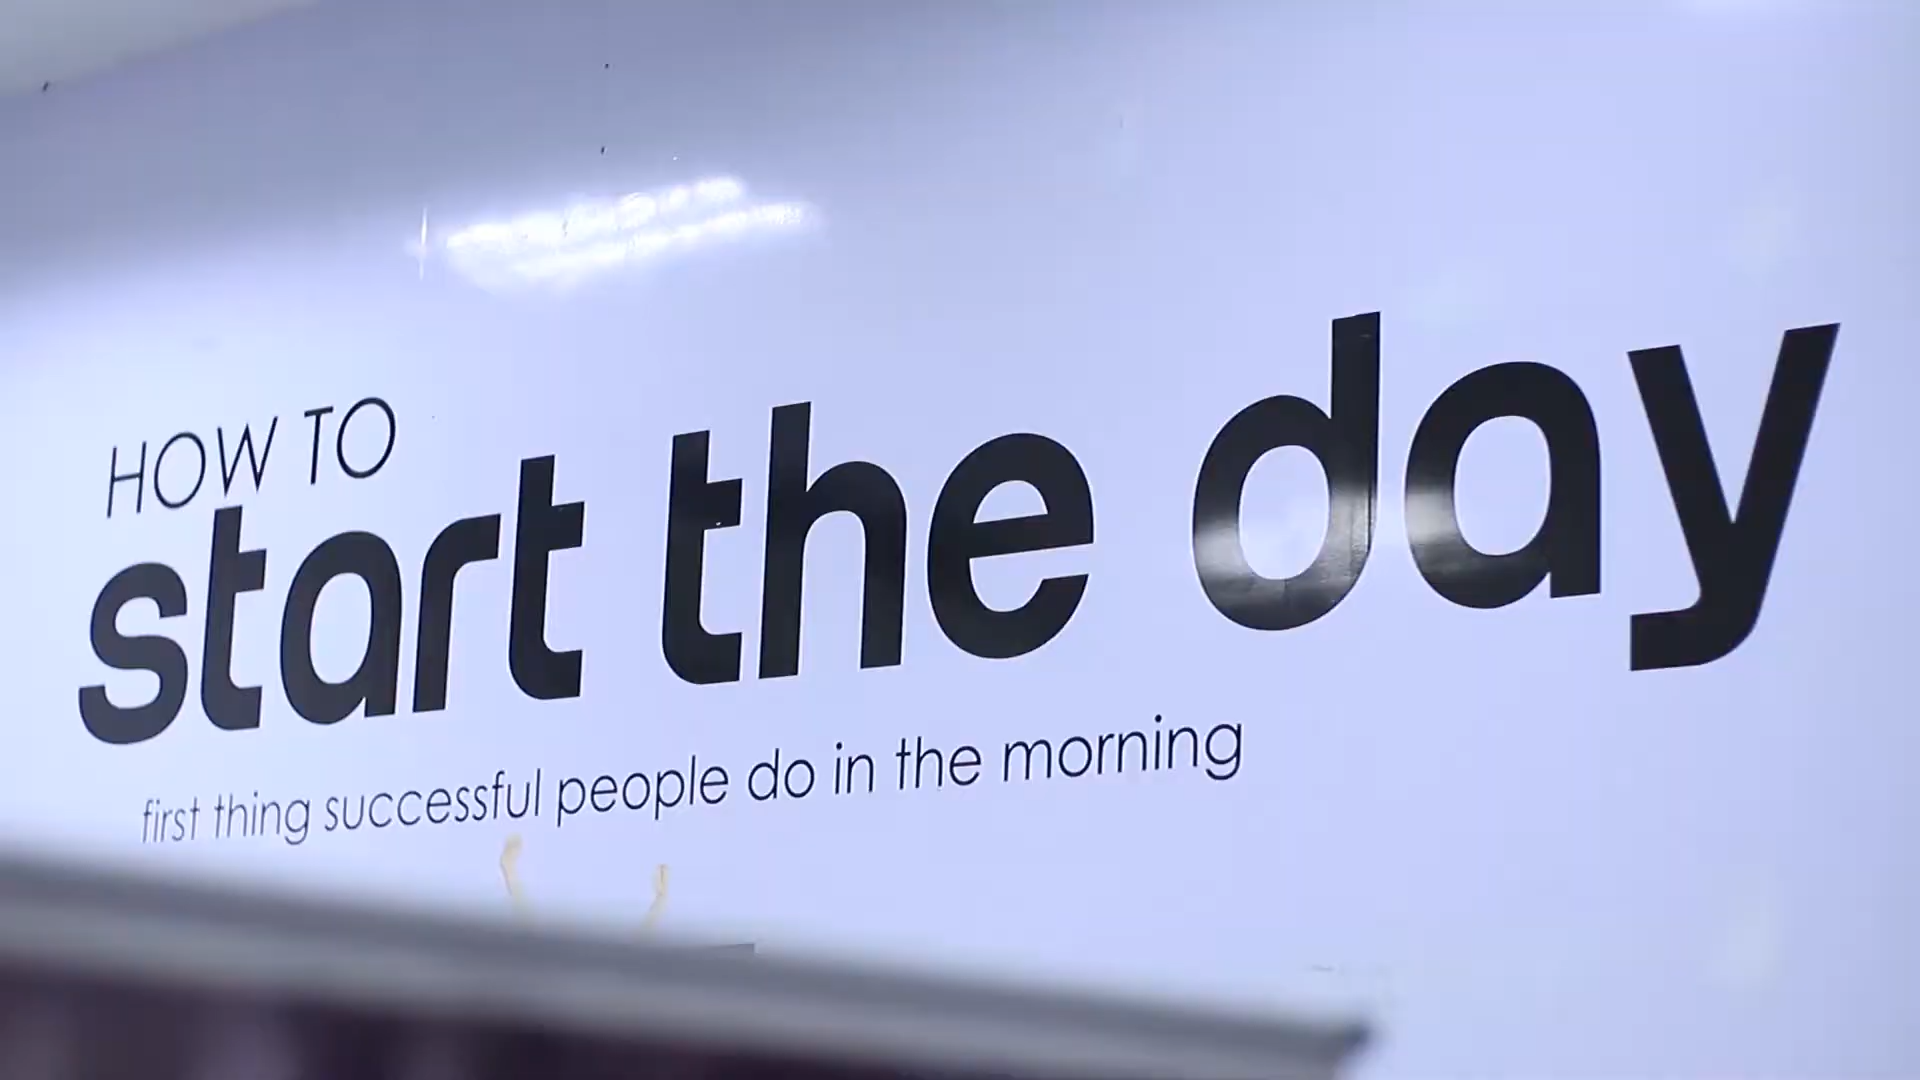 HOW TO
start the day
first thing successful people do in the morning